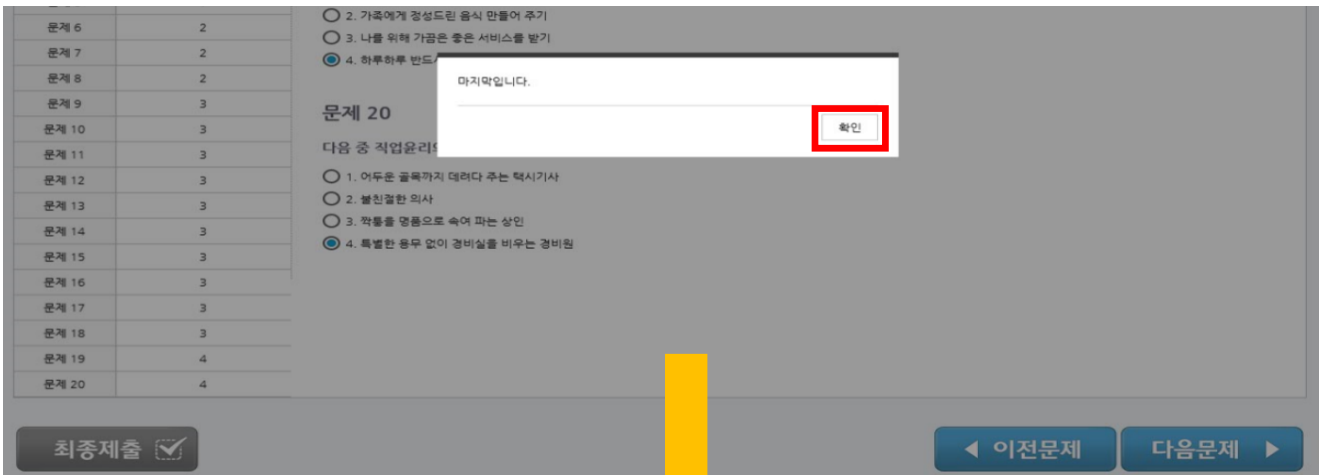 문제 6 2
문제 7 2
문제 8 2
문제 9 3
문제 10 3
문제 11 3
문제 12 3
문제 13 3
문제 14 3
문제 15 3
문제 16 3
문제 17 3
문제 18 3
문제 19 4
문제 20 4
2. 가족에게 정성드린 음식 만들어 주기
3. 나를 위해 가끔은 좋은 서비스를 받기
4. 하루하루 반드시
마지막입니다.
확인
문제 20
다음 중 직업윤리의
1. 어두운 골목까지 데려다 주는 택시기사
2. 불친절한 의사
3. 짝퉁을 명품으로 속여 파는 상인
4. 특별한 용무 없이 경비실을 비우는 경비원
최종제출
이전문제
다음문제